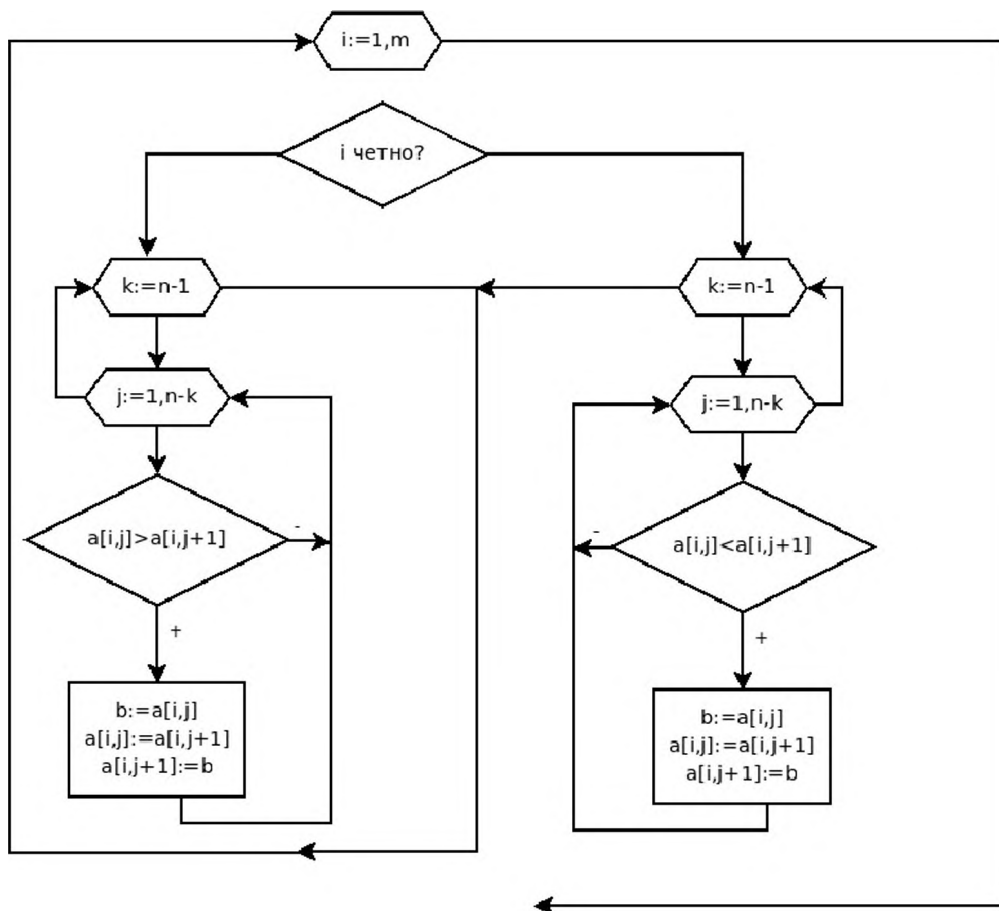 i:=1,m
i четно?
k:=n-1
k:=n-1
j:=1,n-k
j:=1,n-k
a[i,j]>a[i,j+1]
-
-
a[i,j]<a[i,j+1]
+
+
b:=a[i,j]
a[i,j]:=a[i,j+1]
a[i,j+1]:=b
b:=a[i,j]
a[i,j]:=a[i,j+1]
a[i,j+1]:=b